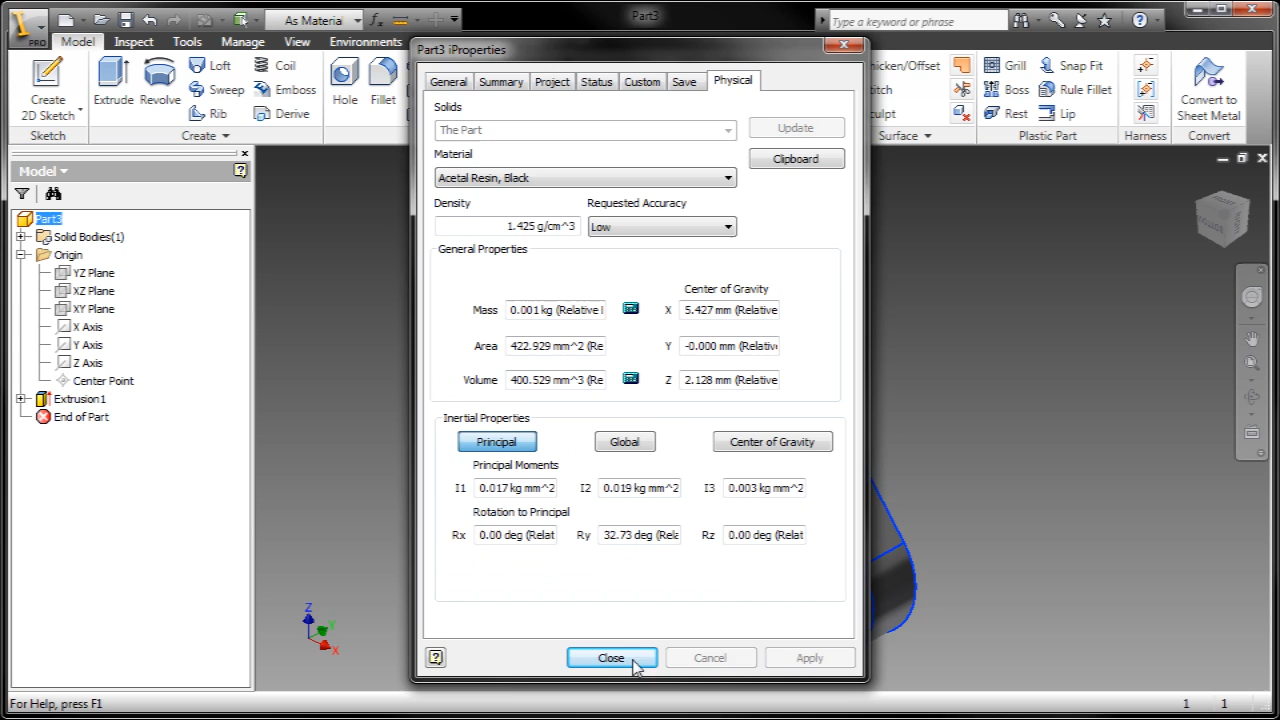 Part3
As Material
Type a keyword or phrase
PRO
Model
Inspect
Tools
Manage
View
Environments
Part3 iProperties
Create
2D Sketch
Extrude
Revolve
Loft
Sweep
Rib
Coil
Emboss
Derive
Hole
Fillet
Thicken/Offset
Grill
Boss
Rest
Snap Fit
Rule Fillet
Lip
Convert to
Sheet Metal
Sketch
Create
Surface
Plastic Part
Harness
Convert
General
Summary
Project
Status
Custom
Save
Physical
Solids
The Part
Update
Material
Clipboard
Acetal Resin, Black
Density
Requested Accuracy
1.425 g/cm^3
Low
General Properties
Center of Gravity
Mass
0.001 kg (Relative
X
5.427 mm (Relative
Area
422.929 mm^2 (Re
Y
-0.000 mm (Relativ
Volume
400.529 mm^3 (Re
Z
2.128 mm (Relative
Inertial Properties
Principal
Global
Center of Gravity
Principal Moments
I1
0.017 kg mm^2
I2
0.019 kg mm^2
I3
0.003 kg mm^2
Rotation to Principal
Rx
0.00 deg (Relat
Ry
32.73 deg (Rela
Rz
0.00 deg (Relat
Close
Cancel
Apply
Model
Part3
Solid Bodies(1)
Origin
YZ Plane
XZ Plane
XY Plane
X Axis
Y Axis
Z Axis
Center Point
Extrusion1
End of Part
Z
Y
X
For Help, press F1
1
1